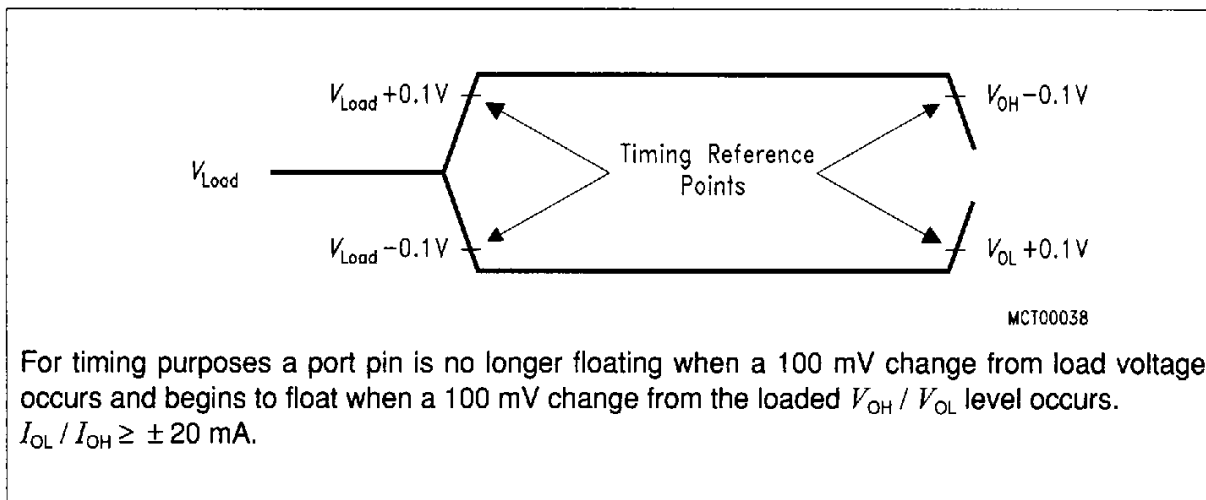 V_Load +0.1V
V_OH −0.1V
Timing Reference
Points
V_Load
V_Load −0.1V
V_OL +0.1V
MCT00038
For timing purposes a port pin is no longer floating when a 100 mV change from load voltage
occurs and begins to float when a 100 mV change from the loaded V_OH / V_OL level occurs.
I_OL / I_OH ≥ ± 20 mA.